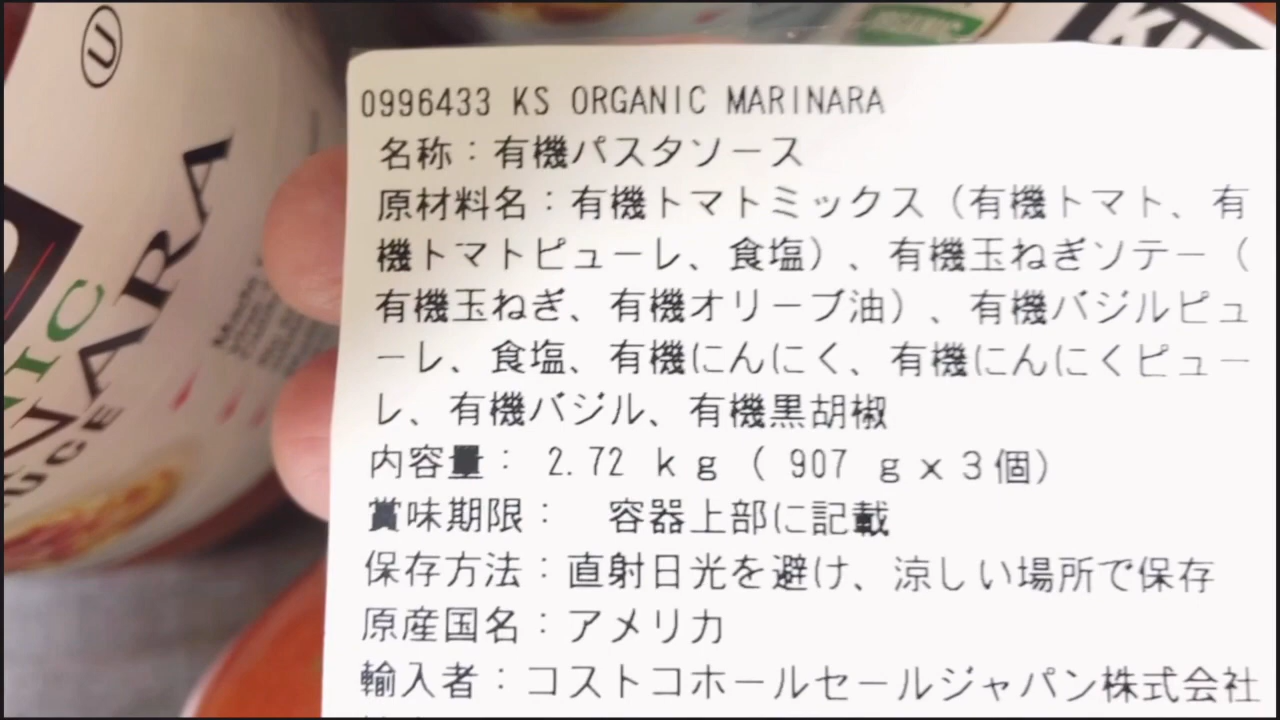 U
ORGANIC
0996433 KS ORGANIC MARINARA
名称：有機パスタソース
原材料名：有機トマトミックス（有機トマト、有
機トマトピューレ、食塩）、有機玉ねぎソテー（
有機玉ねぎ、有機オリーブ油）、有機バジルピュ
ーレ、食塩、有機にんにく、有機にんにくピュー
レ、有機バジル、有機黒胡椒
内容量： 2.72 ｋｇ（ 907 ｇｘ３個）
賞味期限：　容器上部に記載
保存方法：直射日光を避け、涼しい場所で保存
原産国名：アメリカ
輸入者：コストコホールセールジャパン株式会社